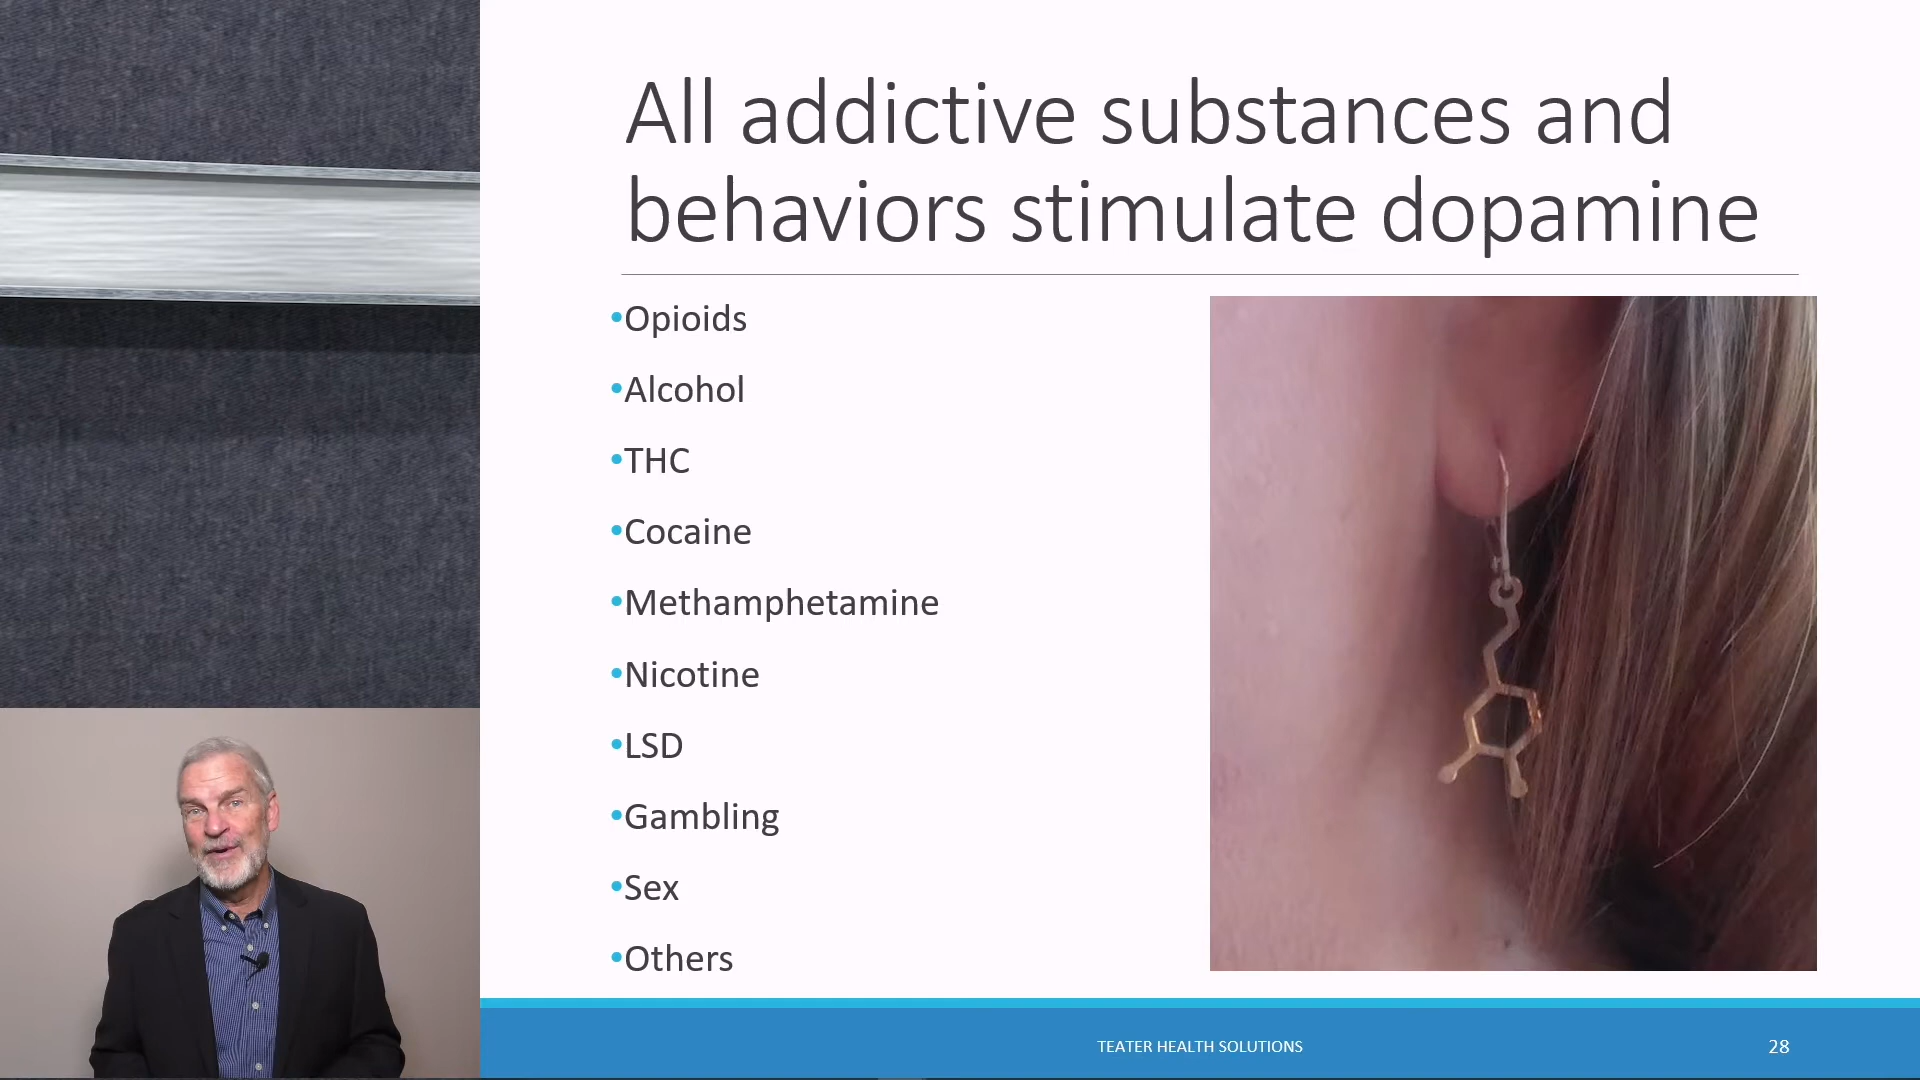 All addictive substances and
behaviors stimulate dopamine
•Opioids
•Alcohol
•THC
•Cocaine
•Methamphetamine
•Nicotine
•LSD
•Gambling
•Sex
•Others
TEATER HEALTH SOLUTIONS
28